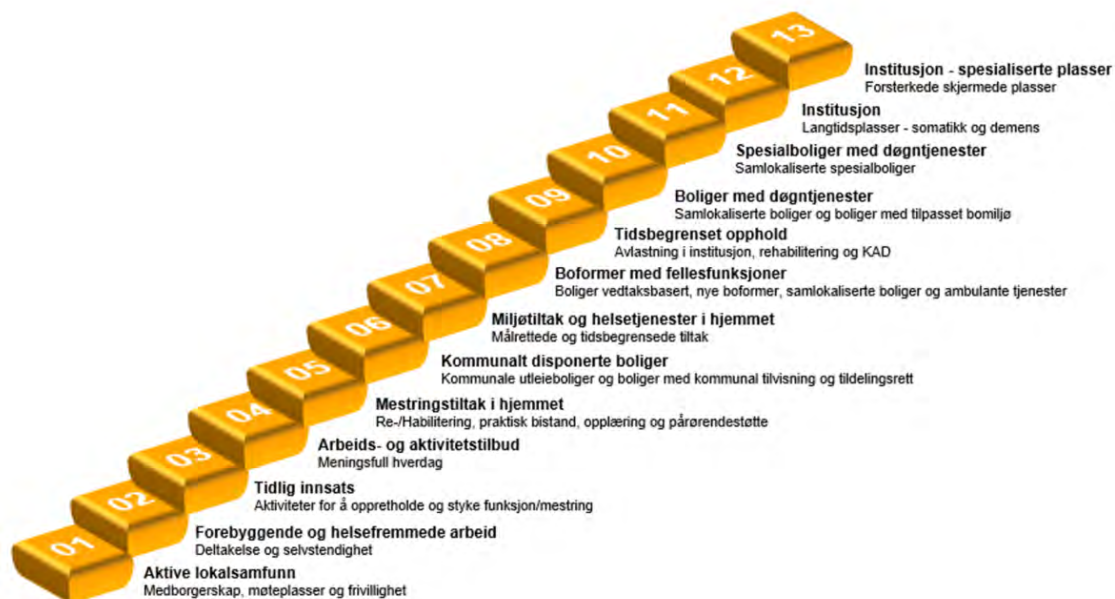 13
Institusjon - spesialiserte plasser
Forsterkede skjermede plasser
12
Institusjon
Langtidsplasser - somatikk og demens
11
Spesialboliger med døgntjenester
Samlokaliserte spesialboliger
10
Boliger med døgntjenester
Samlokaliserte boliger og boliger med tilpasset bomiljø
09
Tidsbegrenset opphold
Avlastning i institusjon, rehabilitering og KAD
08
Boformer med fellesfunksjoner
Boliger vedtaksbasert, nye boformer, samlokaliserte boliger og ambulante tjenester
07
Miljøtiltak og helsetjenester i hjemmet
Målrettede og tidsbegrensede tiltak
06
Kommunalt disponerte boliger
Kommunale utleieboliger og boliger med kommunal tilvisning og tildelingsrett
05
Mestringstiltak i hjemmet
Re-/Habilitering, praktisk bistand, opplæring og pårørendestøtte
04
Arbeids- og aktivitetstilbud
Meningsfull hverdag
03
Tidlig innsats
Aktiviteter for å oppretholde og styke funksjon/mestring
02
Forebyggende og helsefremmede arbeid
Deltakelse og selvstendighet
01
Aktive lokalsamfunn
Medborgerskap, møteplasser og frivillighet